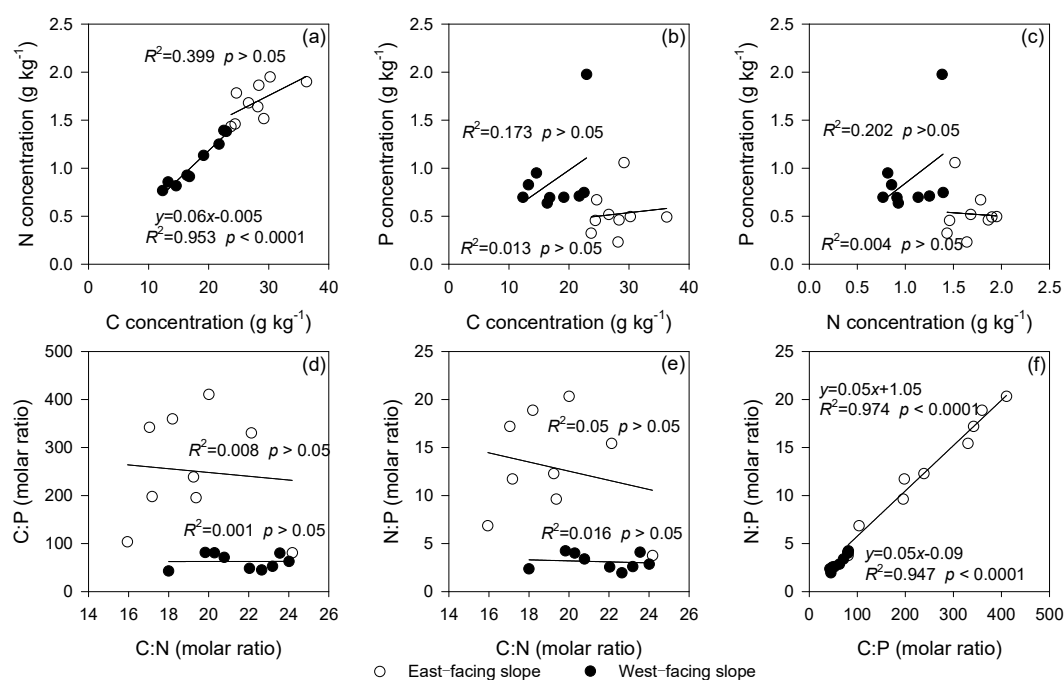 (a)
R²=0.399 p > 0.05
y=0.06x-0.005
R²=0.953 p < 0.0001
N concentration (g kg⁻¹)
0.0 0.5 1.0 1.5 2.0 2.5
0 10 20 30 40
C concentration (g kg⁻¹)
(b)
R²=0.173 p > 0.05
R²=0.013 p > 0.05
P concentration (g kg⁻¹)
0.0 0.5 1.0 1.5 2.0 2.5
0 10 20 30 40
C concentration (g kg⁻¹)
(c)
R²=0.202 p >0.05
R²=0.004 p > 0.05
P concentration (g kg⁻¹)
0.0 0.5 1.0 1.5 2.0 2.5
0.0 0.5 1.0 1.5 2.0 2.5
N concentration (g kg⁻¹)
(d)
R²=0.008 p > 0.05
R²=0.001 p > 0.05
C:P (molar ratio)
0 100 200 300 400 500
14 16 18 20 22 24 26
C:N (molar ratio)
(e)
R²=0.05 p > 0.05
R²=0.016 p > 0.05
N:P (molar ratio)
0 5 10 15 20 25
14 16 18 20 22 24 26
C:N (molar ratio)
(f)
y=0.05x+1.05
R²=0.974 p < 0.0001
y=0.05x-0.09
R²=0.947 p < 0.0001
N:P (molar ratio)
0 5 10 15 20 25
0 100 200 300 400 500
C:P (molar ratio)
East−facing slope
West−facing slope